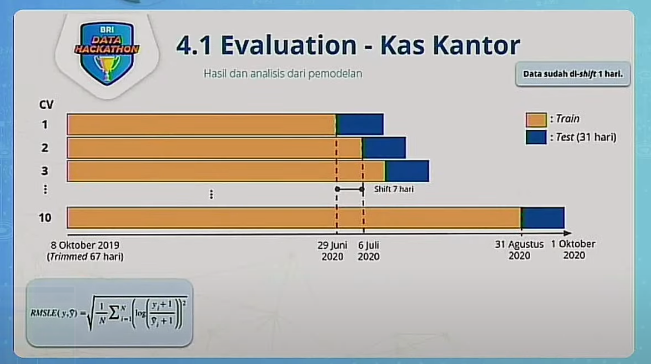 BRI
DATA
HACKATHON
4.1 Evaluation - Kas Kantor
Hasil dan analisis dari pemodelan
Data sudah di-shift 1 hari.
CV
1
2
3
⋮
⋮
10
: Train
: Test (31 hari)
Shift 7 hari
8 Oktober 2019
(Trimmed 67 hari)
29 Juni
2020
6 Juli
2020
31 Agustus
2020
1 Oktober
2020
RMSLE(y,ŷ) = √(1/N ∑ᵢ₌₁ᴺ (log((yᵢ+1)/(ŷᵢ+1)))²)